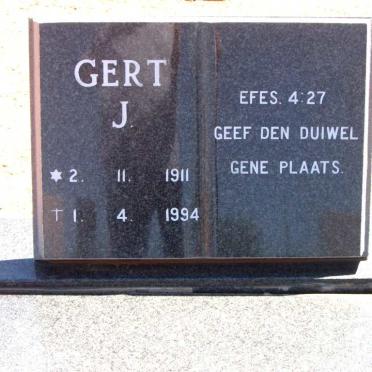 GERT
J.
✡ 2. 11. 1911
† 1. 4. 1994
EFES. 4:27
GEEF DEN DUIWEL
GENE PLAATS.